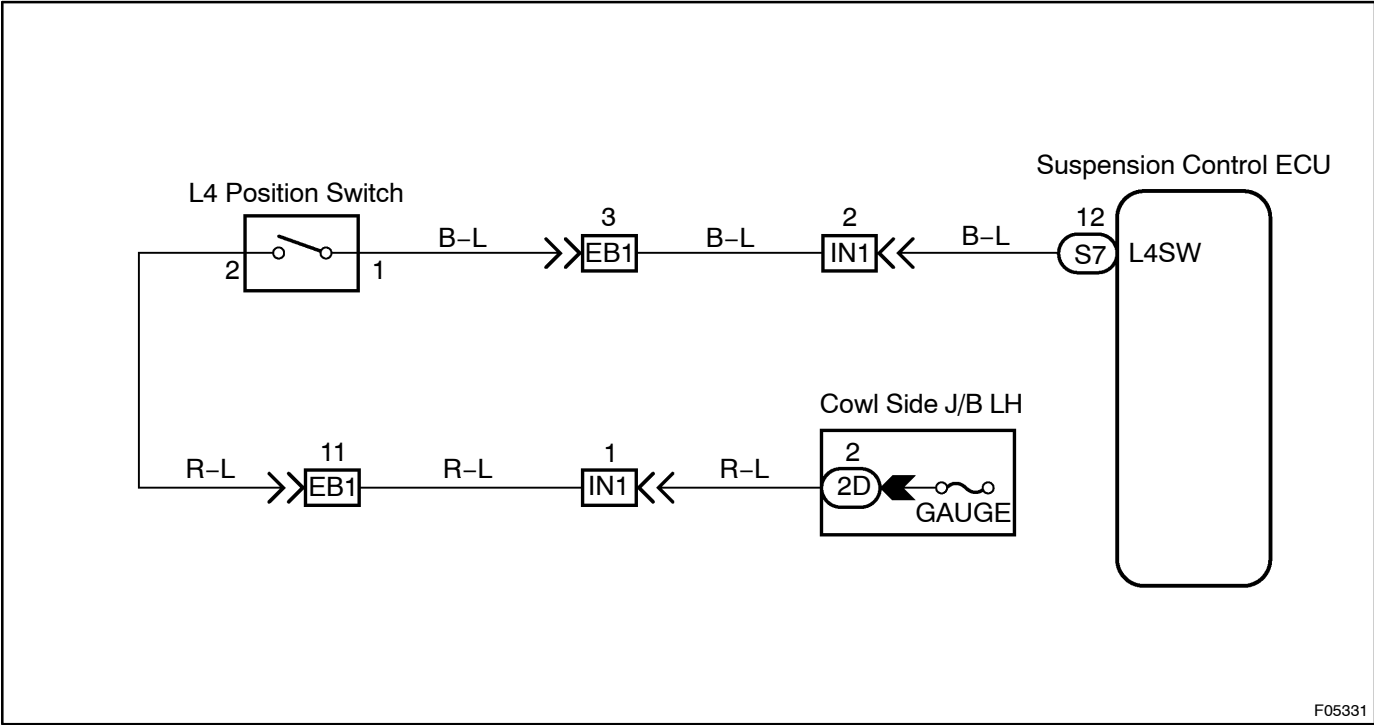 Suspension Control ECU
L4 Position Switch
3
2
12
B−L
B−L
B−L
EB1
IN1
S7
L4SW
2
1
Cowl Side J/B LH
11
1
2
R−L
R−L
R−L
EB1
IN1
2D
GAUGE
F05331